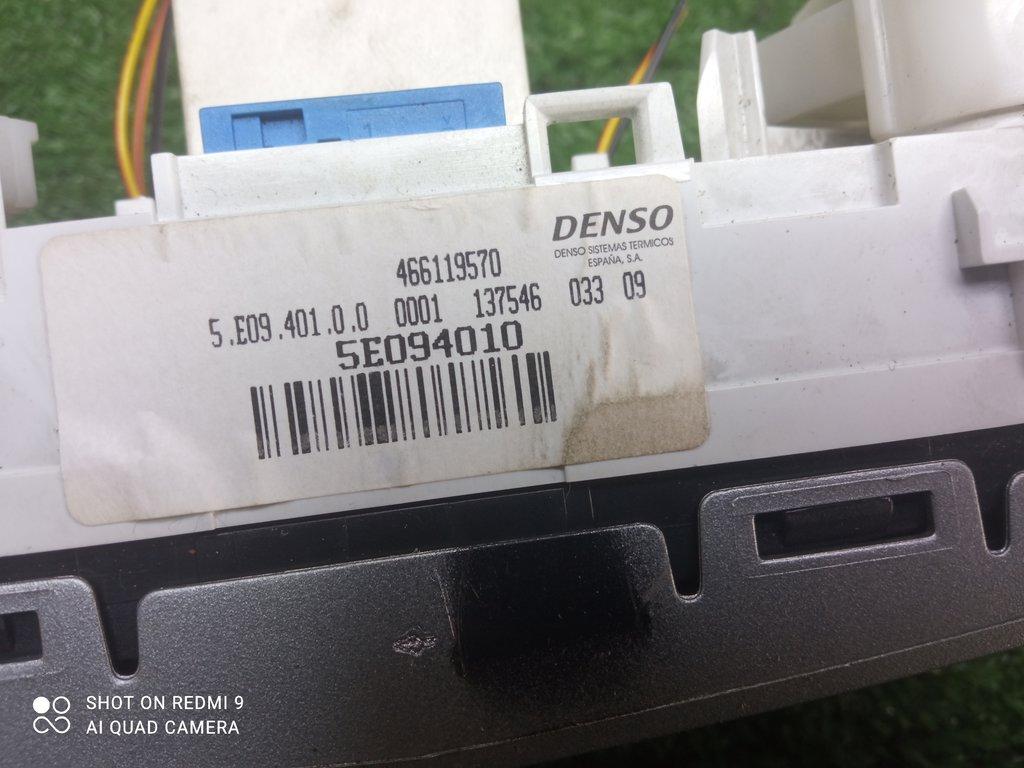 DENSO
DENSO SISTEMAS TERMICOS
ESPAÑA, S.A.
466119570
5.E09.401.0.0 0001 137546 033 09
5E094010
SHOT ON REDMI 9
AI QUAD CAMERA